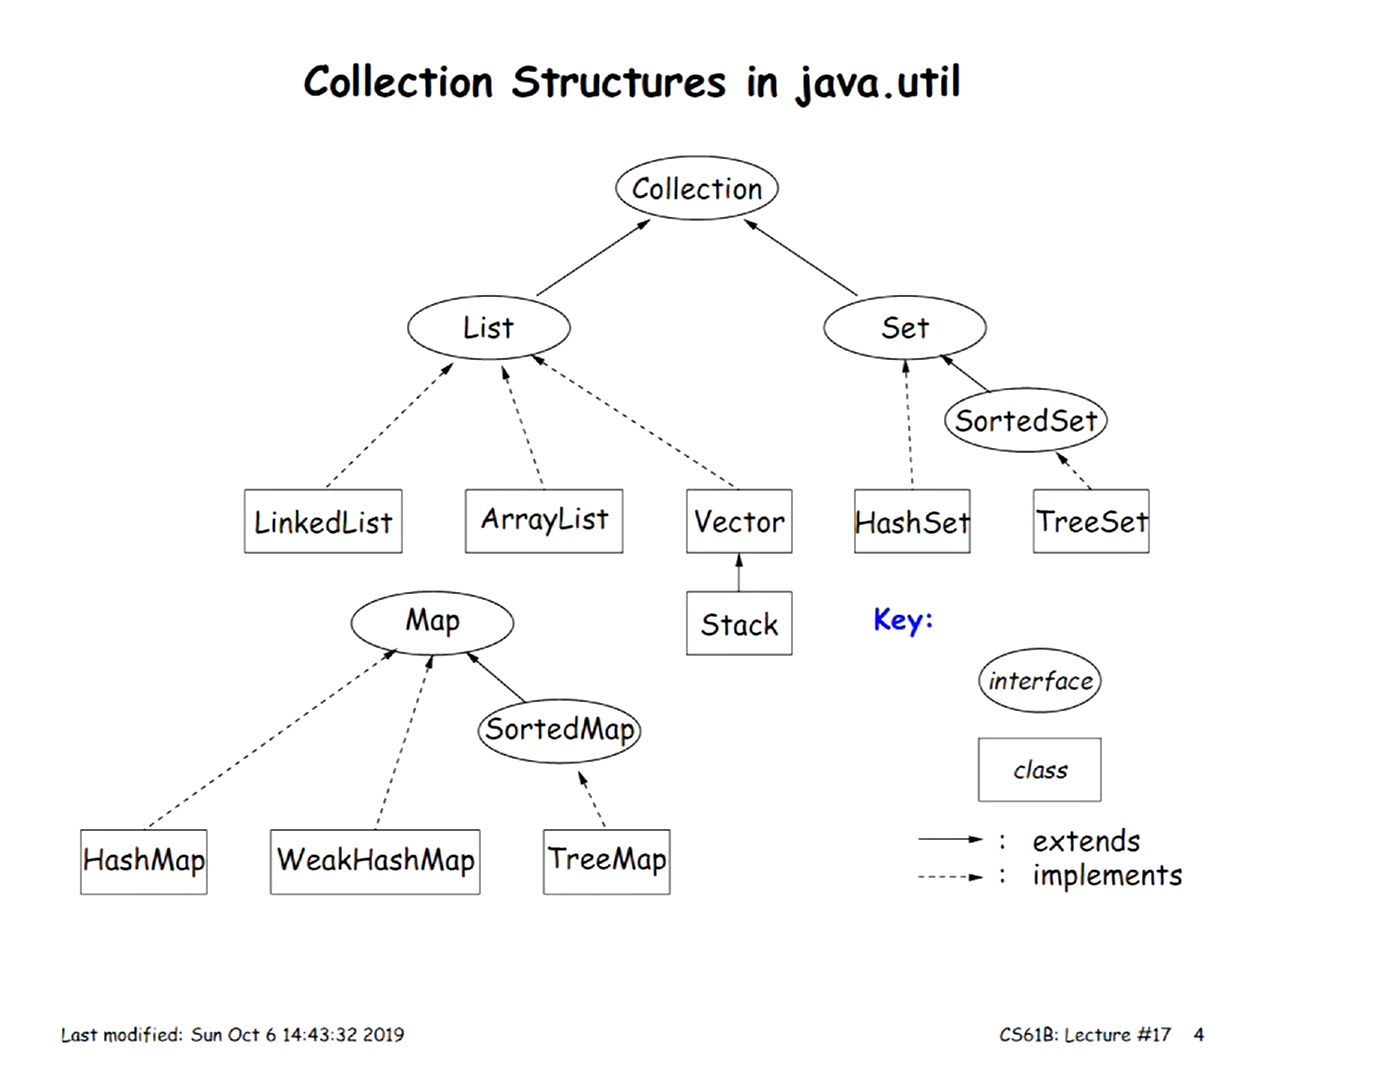 Collection Structures in java.util
Collection
List
Set
SortedSet
LinkedList
ArrayList
Vector
HashSet
TreeSet
Stack
Map
SortedMap
HashMap
WeakHashMap
TreeMap
Key:
interface
class
: extends
: implements
Last modified: Sun Oct 6 14:43:32 2019
CS61B: Lecture #17 4